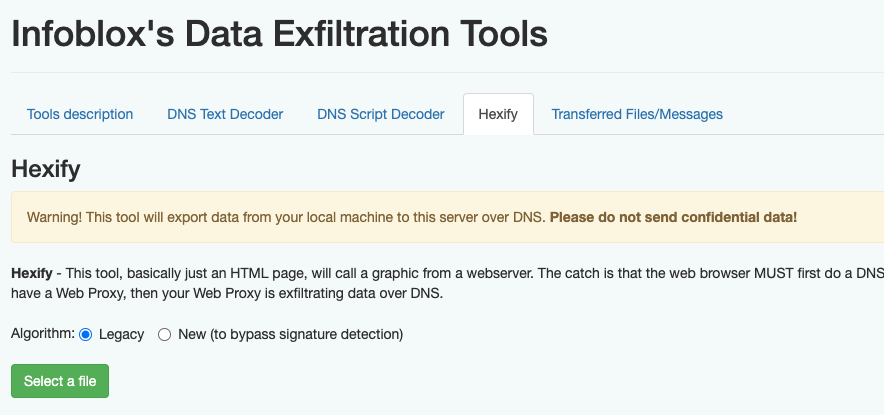 Infoblox's Data Exfiltration Tools
Tools description DNS Text Decoder DNS Script Decoder Hexify Transferred Files/Messages
Hexify
Warning! This tool will export data from your local machine to this server over DNS. Please do not send confidential data!
Hexify - This tool, basically just an HTML page, will call a graphic from a webserver. The catch is that the web browser MUST first do a DNS
have a Web Proxy, then your Web Proxy is exfiltrating data over DNS.
Algorithm: Legacy New (to bypass signature detection)
Select a file